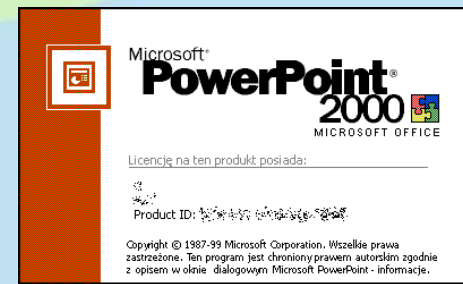 Microsoft®
PowerPoint®
2000
MICROSOFT OFFICE
Licencję na ten produkt posiada:
Product ID:
Copyright © 1987-99 Microsoft Corporation. Wszelkie prawa
zastrzeżone. Ten program jest chroniony prawem autorskim zgodnie
z opisem w oknie dialogowym Microsoft PowerPoint - informacje.